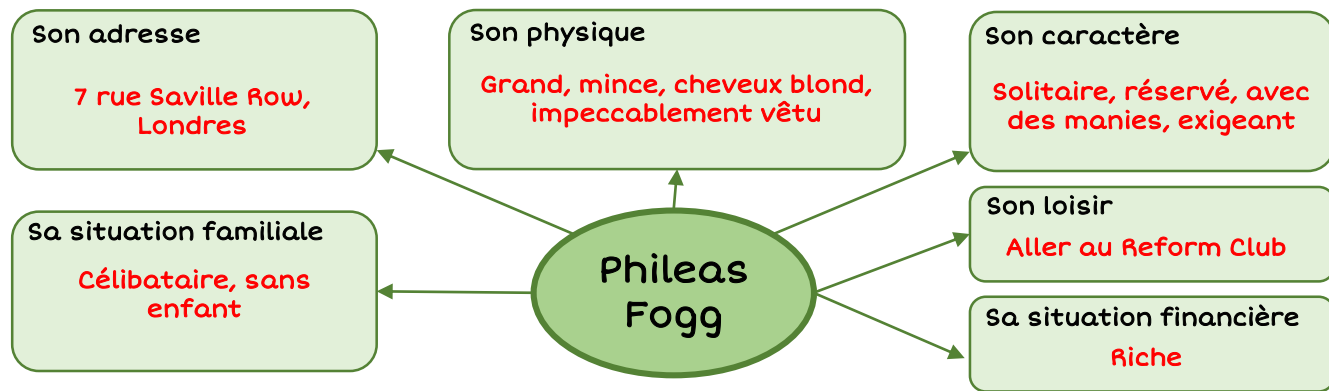 Son adresse
7 rue Saville Row,
Londres
Son physique
Grand, mince, cheveux blond,
impeccablement vêtu
Son caractère
Solitaire, réservé, avec
des manies, exigeant
Sa situation familiale
Célibataire, sans
enfant
Phileas
Fogg
Son loisir
Aller au Reform Club
Sa situation financière
Riche